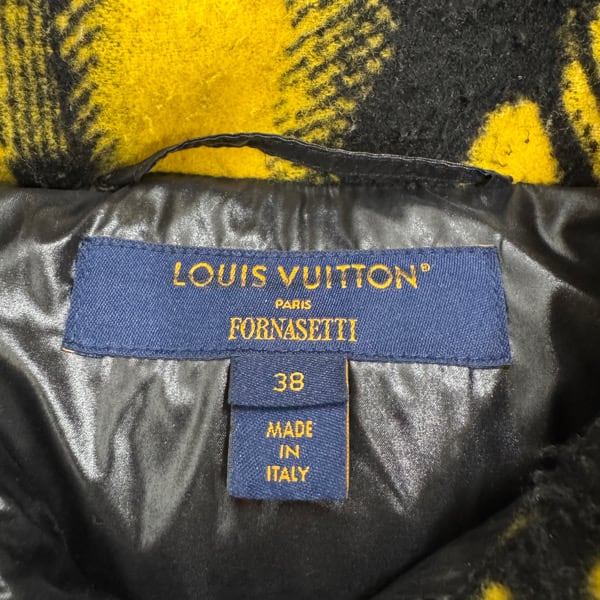 LOUIS VUITTON®
PARIS
FORNASETTI
38
MADE
IN
ITALY